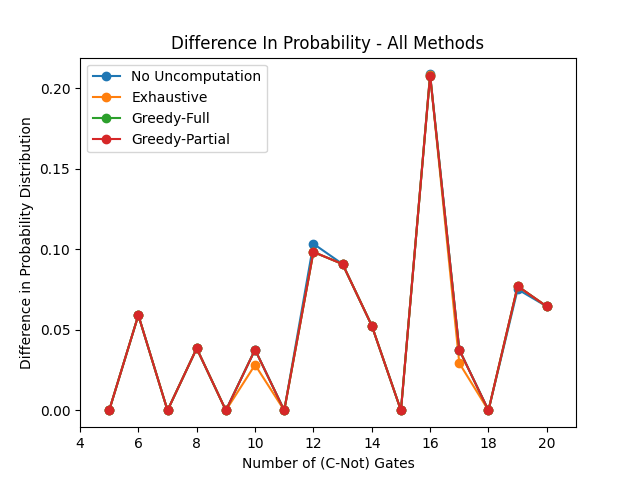 Difference In Probability - All Methods
No Uncomputation
Exhaustive
Greedy-Full
Greedy-Partial
Difference in Probability Distribution
0.20
0.15
0.10
0.05
0.00
4 6 8 10 12 14 16 18 20
Number of (C-Not) Gates